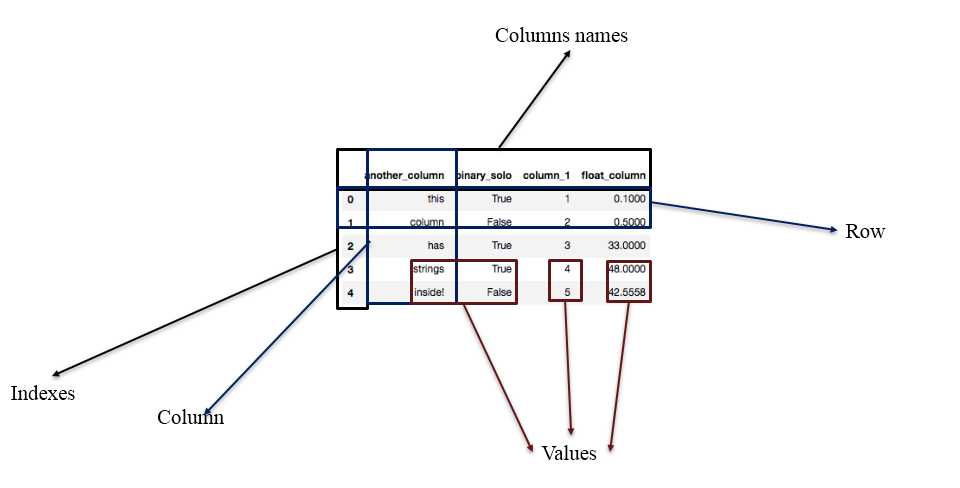 Columns names
another_column binary_solo column_1 float_column
0 this True 1 0.1000
1 column False 2 0.5000
Row
2 has True 3 33.0000
3 strings True 4 48.0000
4 inside! False 5 42.5558
Indexes
Column
Values